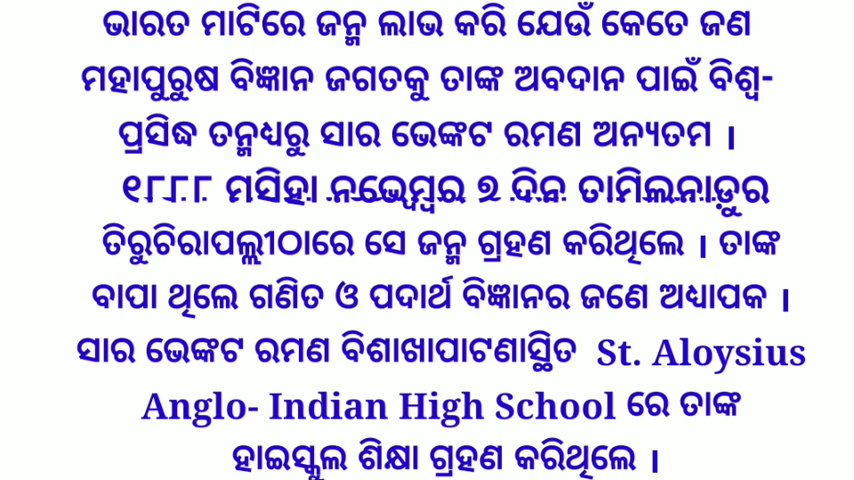 ଭାରତ ମାଟିରେ ଜନ୍ମ ଲାଭ କରି ଯେଉଁ କେତେ ଜଣ
ମହାପୁରୁଷ ବିଜ୍ଞାନ ଜଗତକୁ ତାଙ୍କ ଅବଦାନ ପାଇଁ ବିଶ୍ୱ-
ପ୍ରସିଦ୍ଧ ତନ୍ମଧ୍ୟରୁ ସାର ଭେଙ୍କଟ ରମଣ ଅନ୍ୟତମ ।
୧୮୮୮ ମସିହା ନଭେମ୍ବର ୭ ଦିନ ତାମିଲନାଡ଼ୁର
ତିରୁଚିରାପଲ୍ଲୀଠାରେ ସେ ଜନ୍ମ ଗ୍ରହଣ କରିଥିଲେ । ତାଙ୍କ
ବାପା ଥିଲେ ଗଣିତ ଓ ପଦାର୍ଥ ବିଜ୍ଞାନର ଜଣେ ଅଧ୍ୟାପକ ।
ସାର ଭେଙ୍କଟ ରମଣ ବିଶାଖାପାଟଣାସ୍ଥିତ St. Aloysius
Anglo- Indian High School ରେ ତାଙ୍କ
ହାଇସ୍କୁଲ ଶିକ୍ଷା ଗ୍ରହଣ କରିଥିଲେ ।